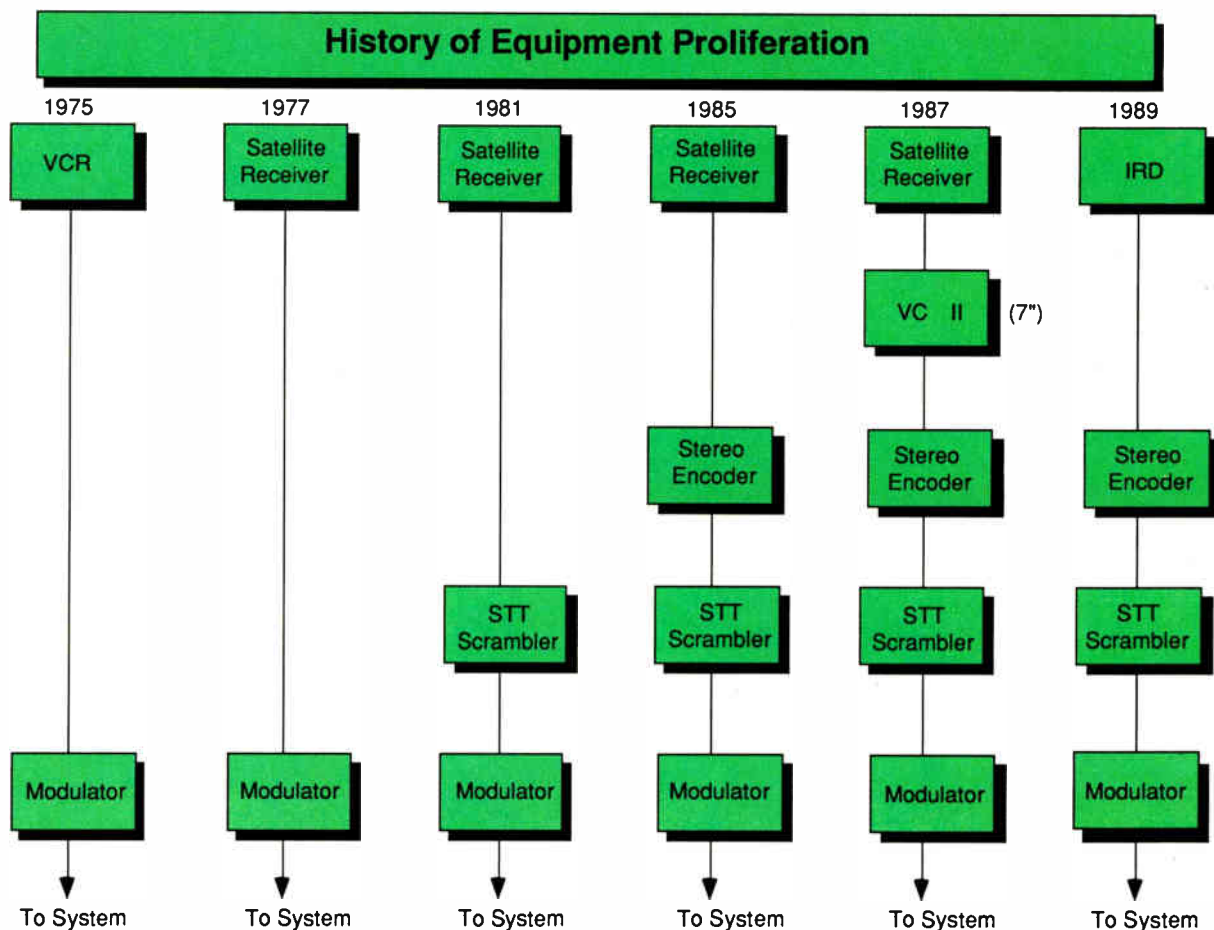 History of Equipment Proliferation
1975 1977 1981 1985 1987 1989
VCR
Satellite
Receiver
Satellite
Receiver
Satellite
Receiver
Satellite
Receiver
IRD
VC II (7")
Stereo
Encoder
Stereo
Encoder
Stereo
Encoder
STT
Scrambler
STT
Scrambler
STT
Scrambler
STT
Scrambler
Modulator
Modulator
Modulator
Modulator
Modulator
Modulator
To System
To System
To System
To System
To System
To System